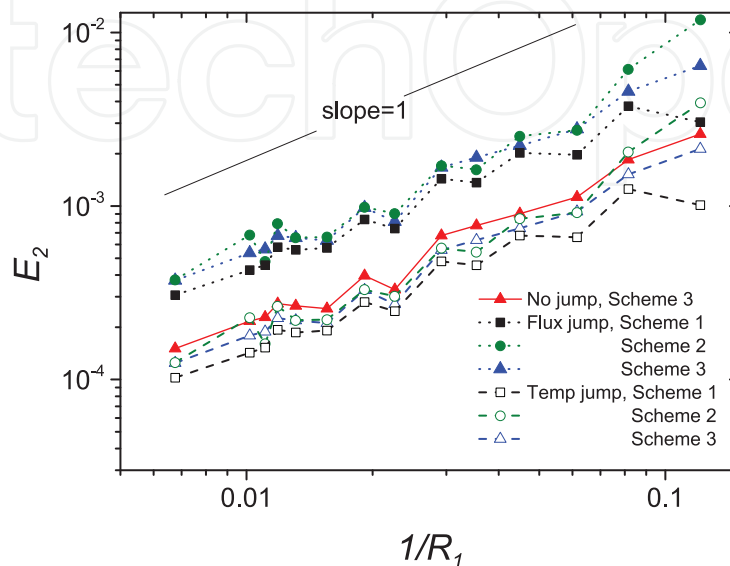 techOp
10⁻²
slope=1
10⁻³
E₂
No jump, Scheme 3
Flux jump, Scheme 1
Scheme 2
Scheme 3
Temp jump, Scheme 1
Scheme 2
Scheme 3
10⁻⁴
0.01
0.1
1/R₁